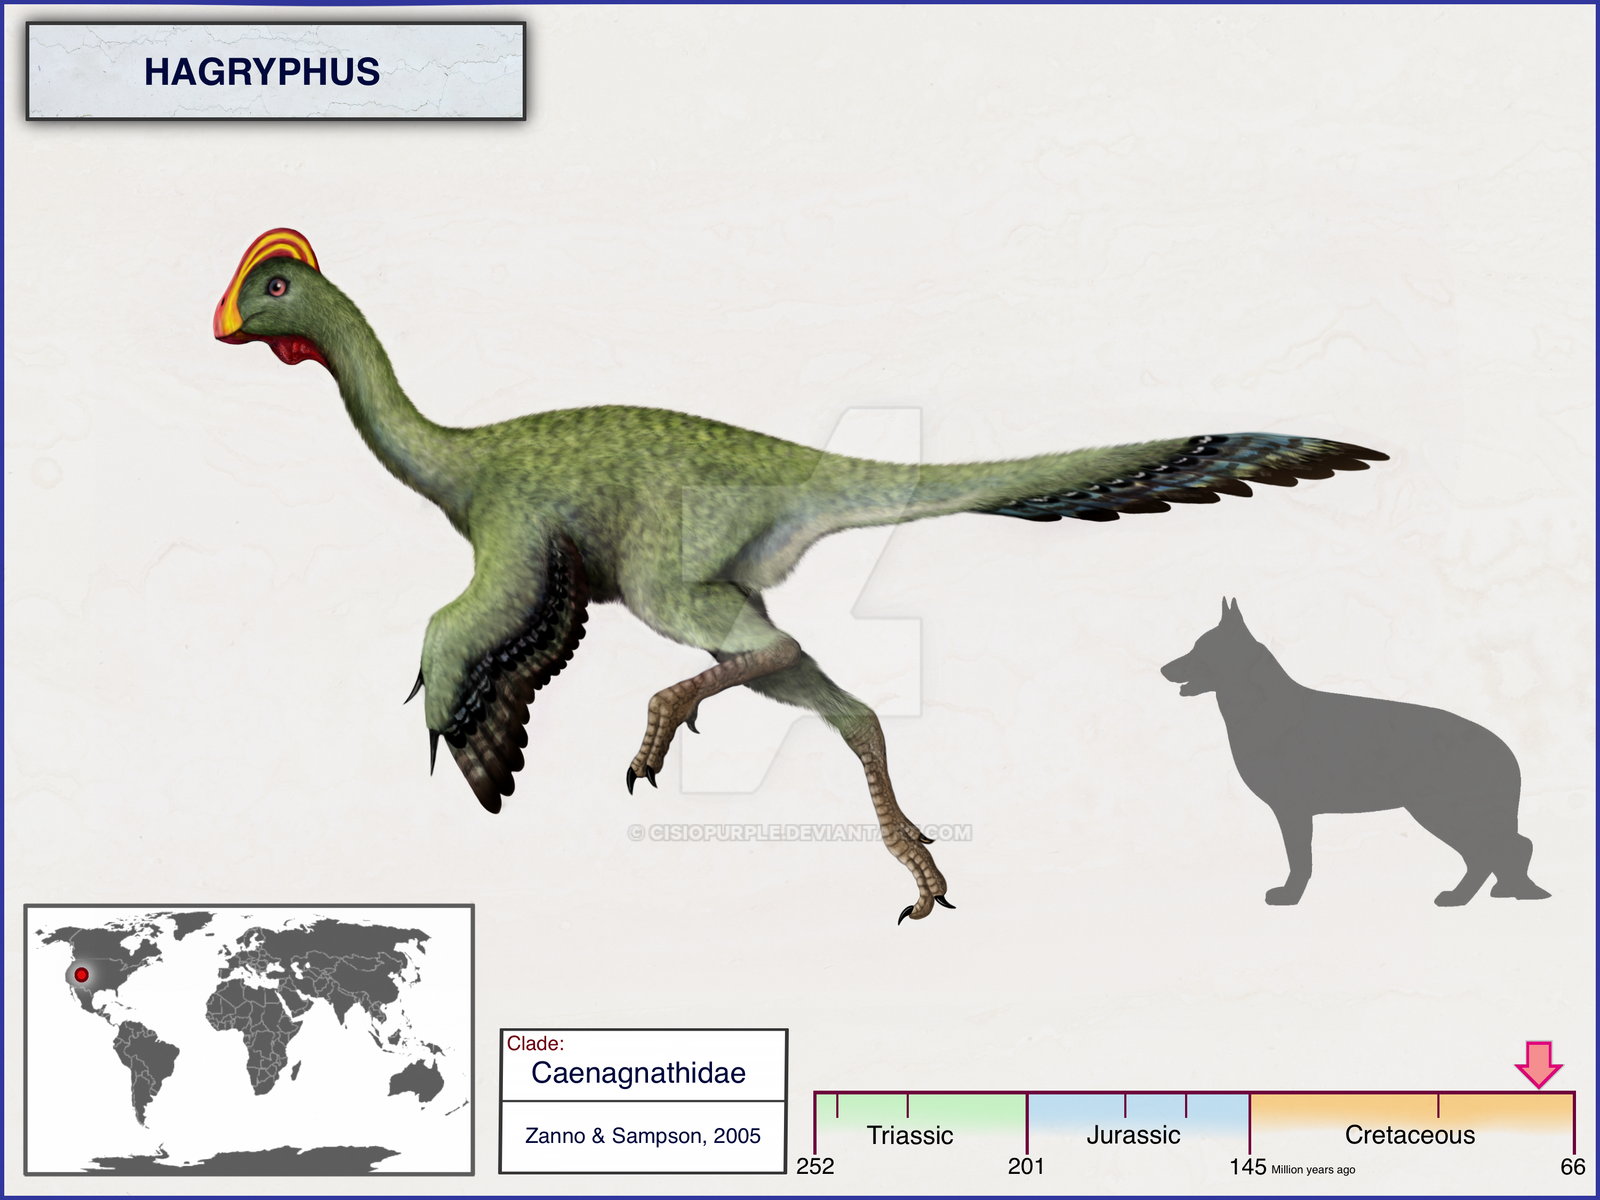 HAGRYPHUS
© CISIOPURPLE.DEVIANTART.COM
Clade:
Caenagnathidae
Zanno & Sampson, 2005
Triassic
Jurassic
Cretaceous
252
201
145 Million years ago
66